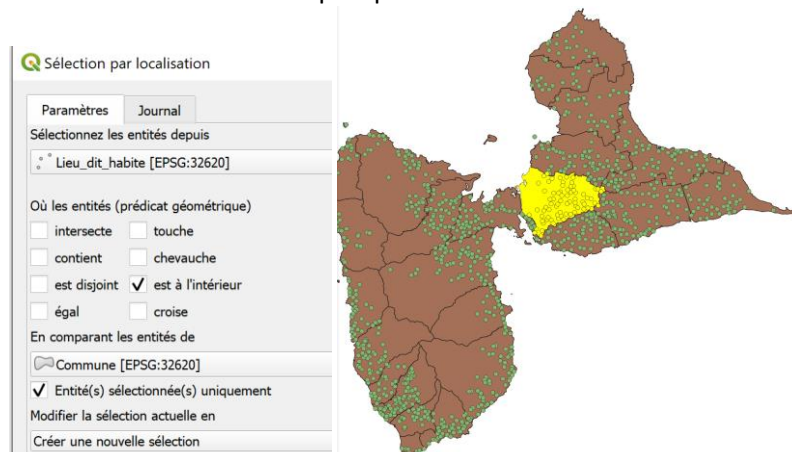 Sélection par localisation
Paramètres Journal
Sélectionnez les entités depuis
Lieu_dit_habite [EPSG:32620]
Où les entités (prédicat géométrique)
intersecte touche
contient chevauche
est disjoint est à l'intérieur
égal croise
En comparant les entités de
Commune [EPSG:32620]
Entité(s) sélectionnée(s) uniquement
Modifier la sélection actuelle en
Créer une nouvelle sélection